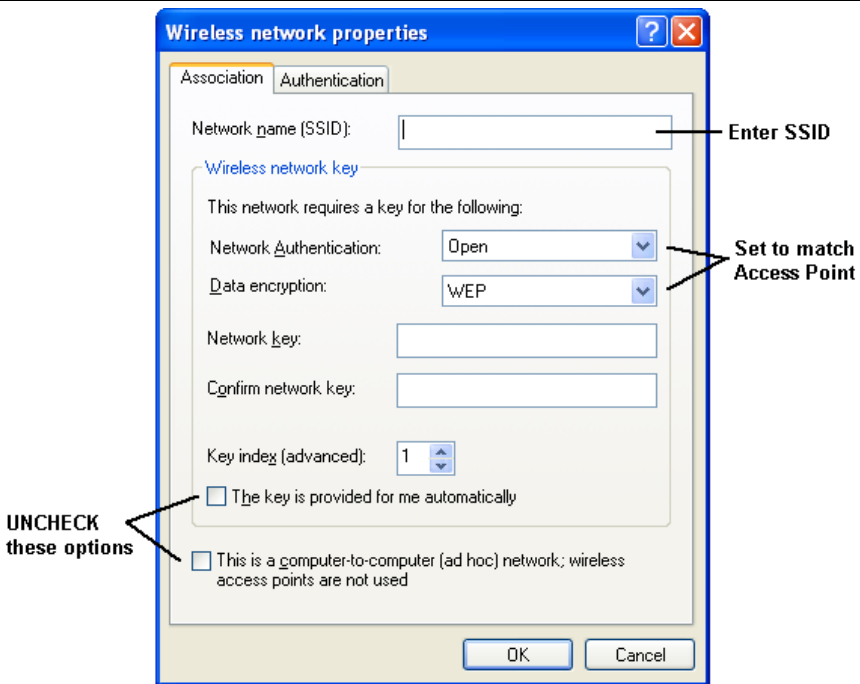 Wireless network properties
Association
Authentication
Network name (SSID):
Enter SSID
Wireless network key
This network requires a key for the following:
Network Authentication:
Open
Set to match
Access Point
Data encryption:
WEP
Network key:
Confirm network key:
Key index (advanced):
1
The key is provided for me automatically
UNCHECK
these options
This is a computer-to-computer (ad hoc) network; wireless
access points are not used
OK
Cancel